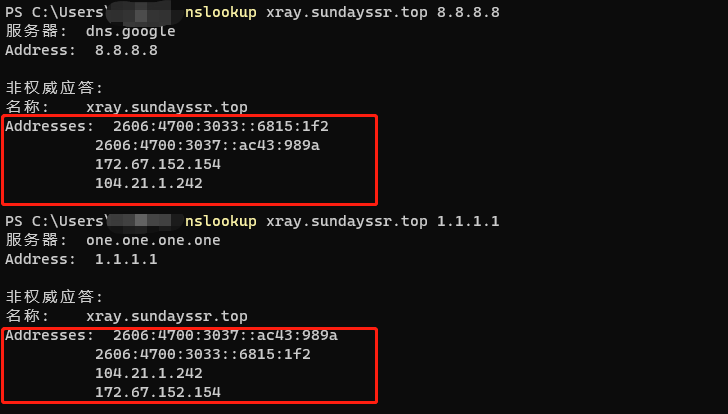 PS C:\Users\ nslookup xray.sundayssr.top 8.8.8.8
服务器:  dns.google
Address:  8.8.8.8
非权威应答:
名称:    xray.sundayssr.top
Addresses:  2606:4700:3033::6815:1f2
2606:4700:3037::ac43:989a
172.67.152.154
104.21.1.242
PS C:\Users\ nslookup xray.sundayssr.top 1.1.1.1
服务器:  one.one.one.one
Address:  1.1.1.1
非权威应答:
名称:    xray.sundayssr.top
Addresses:  2606:4700:3037::ac43:989a
2606:4700:3033::6815:1f2
104.21.1.242
172.67.152.154